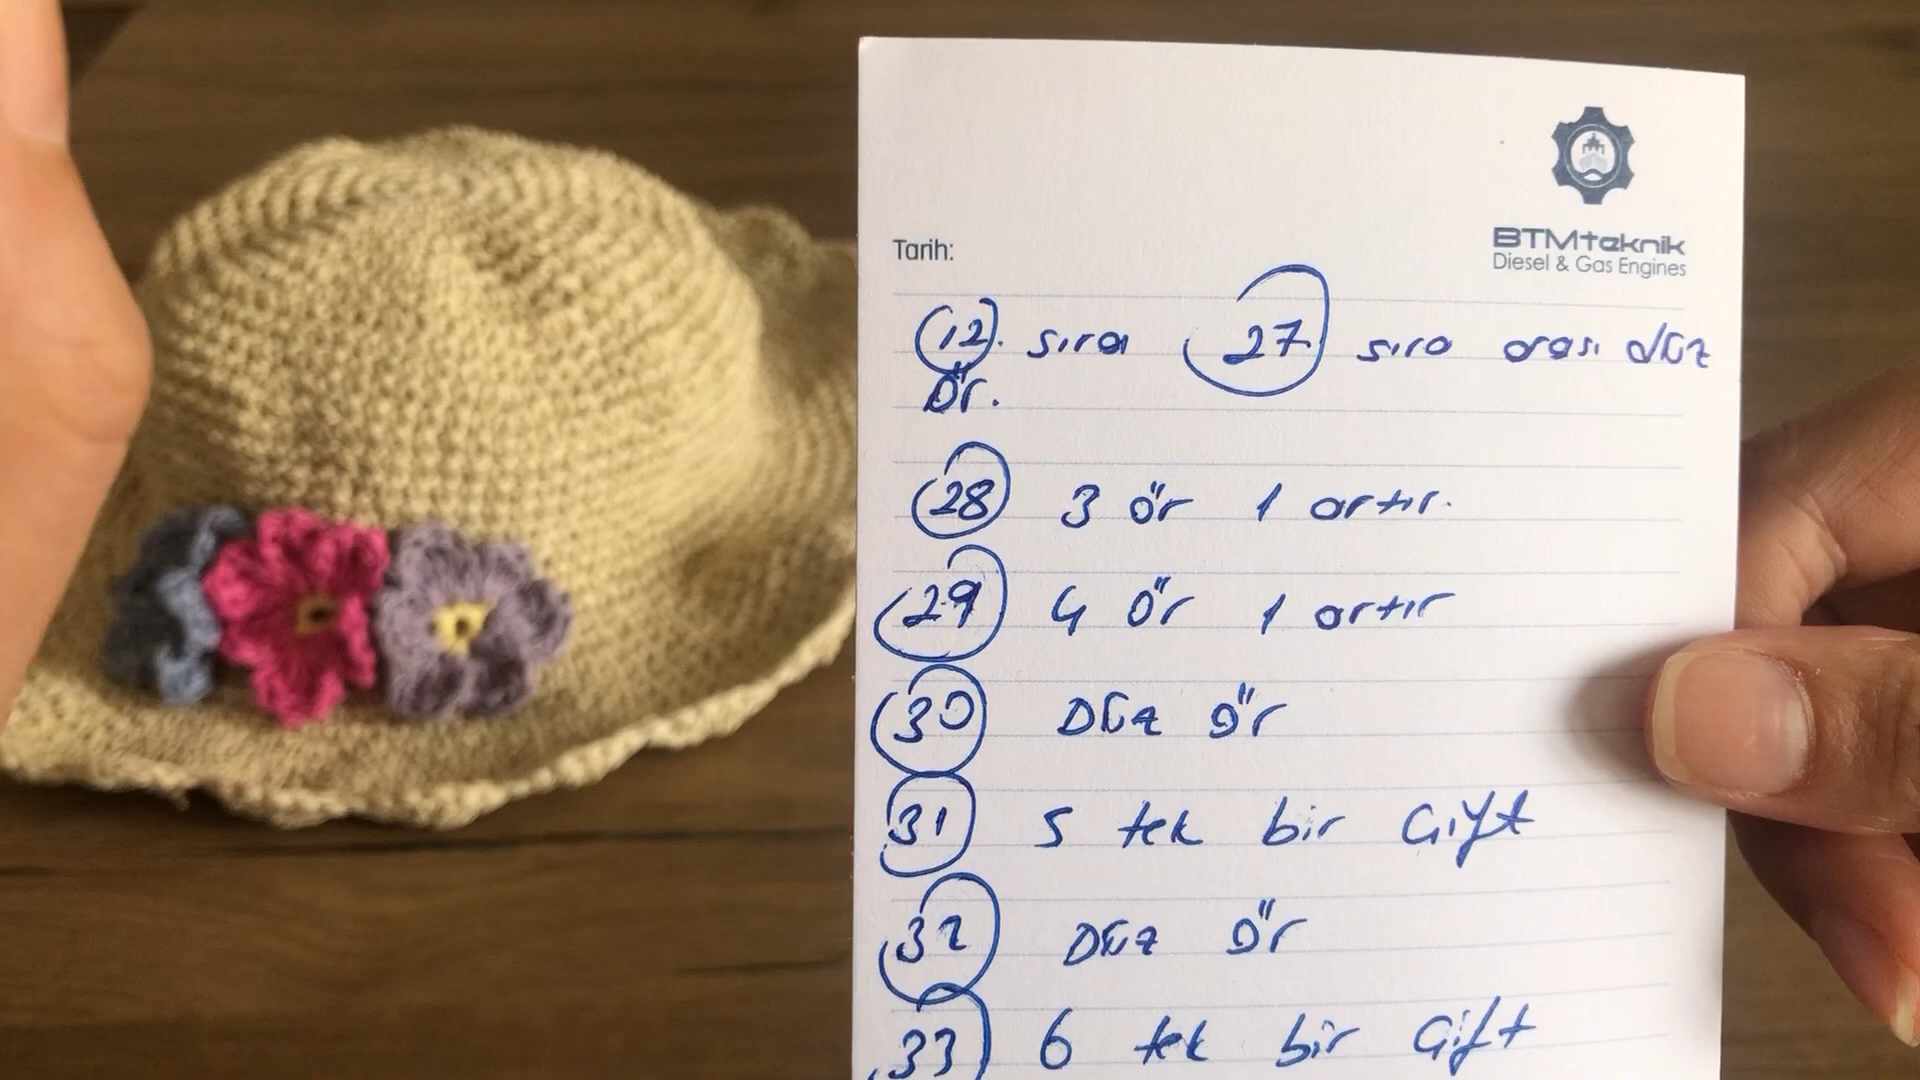 BTMteknik
Diesel & Gas Engines
Tarih:
12. sıra 27. sıra arası düz
ör.
28 3 ör 1 artır.
29 4 ör 1 artır
30 Düz ör
31 5 tek bir Çift
32 Düz ör
33 6 tek bir Çift